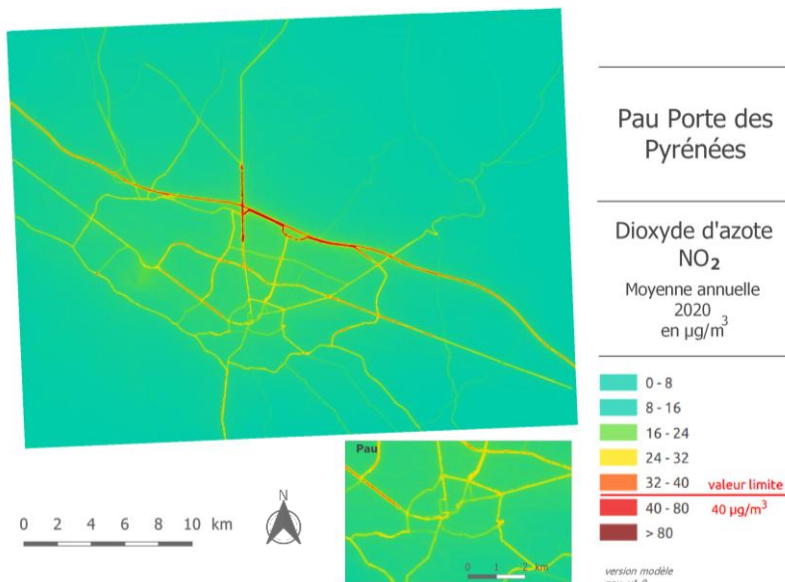 Pau Porte des
Pyrénées
Dioxyde d'azote
NO₂
Moyenne annuelle
2020
en µg/m³
0 - 8
8 - 16
16 - 24
24 - 32
32 - 40
valeur limite
40 - 80
40 µg/m³
> 80
version modèle
Pau
0 1 2 km
N
0 2 4 6 8 10 km